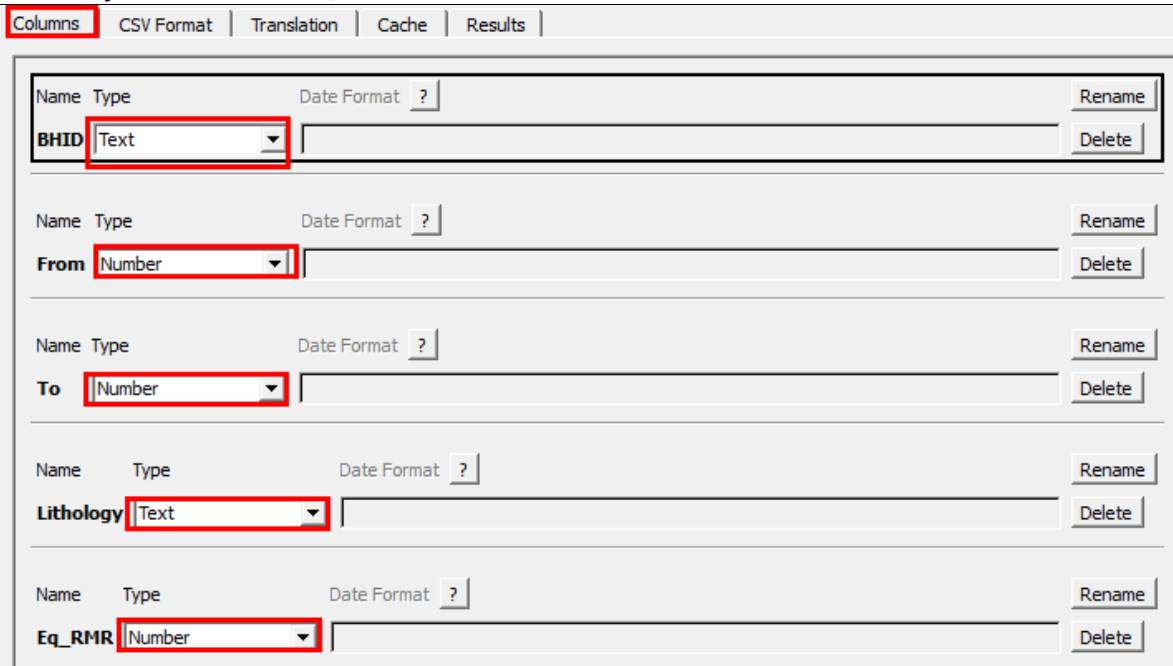 Columns CSV Format Translation Cache Results
Name Type Date Format ? Rename
BHID Text Delete
Name Type Date Format ? Rename
From Number Delete
Name Type Date Format ? Rename
To Number Delete
Name Type Date Format ? Rename
Lithology Text Delete
Name Type Date Format ? Rename
Eq_RMR Number Delete